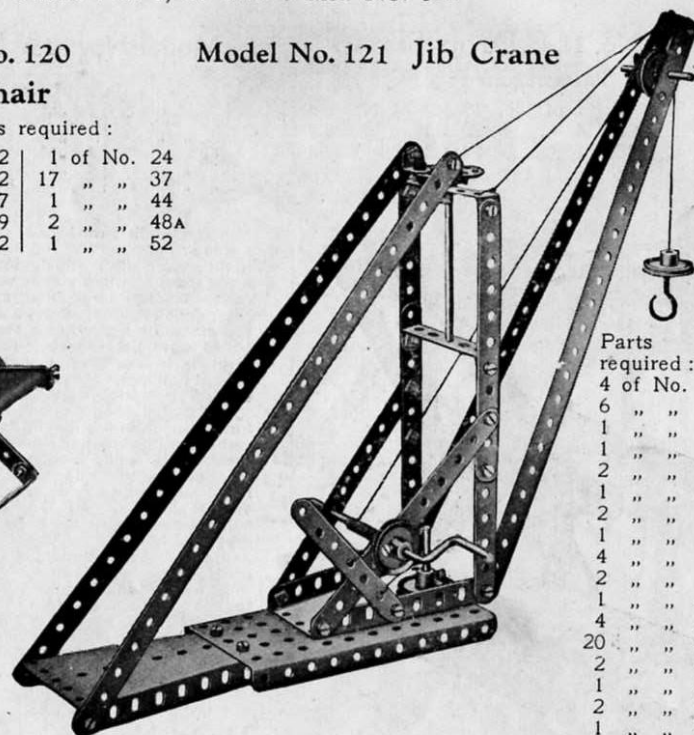 o. 120
hair
s required :
2 | 1 of No. 24
2 | 17 „ „ 37
7 | 1 „ „ 44
9 | 2 „ „ 48A
2 | 1 „ „ 52
Model No. 121 Jib Crane
Parts
required :
4 of No.
6 „ „
1 „ „
1 „ „
2 „ „
1 „ „
2 „ „
1 „ „
4 „ „
2 „ „
1 „ „
4 „ „
20 „ „
2 „ „
1 „ „
2 „ „
1 „ „